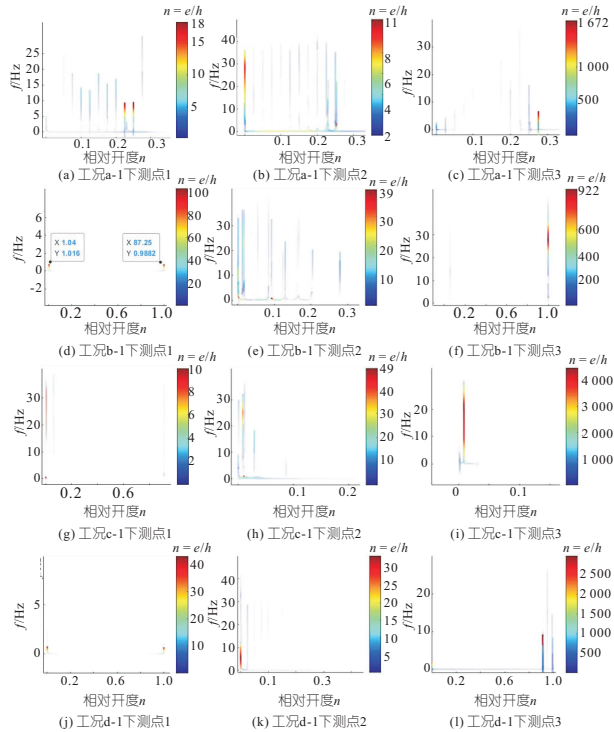 n = e/h
18
15
10
5
f/Hz
25
20
15
10
5
0
0.1
0.2
0.3
相对开度n
(a) 工况a-1下测点1
n = e/h
11
10
8
6
4
2
f/Hz
40
30
20
10
0
0.1
0.2
0.3
相对开度n
(b) 工况a-1下测点2
n = e/h
1 672
1 000
500
f/Hz
30
20
10
0
0.1
0.2
0.3
相对开度n
(c) 工况a-1下测点3
n = e/h
100
80
60
40
20
f/Hz
6
4
2
0
-2
X 1.04
Y 1.016
X 87.25
Y 0.9882
0.2
0.6
1.0
相对开度n
(d) 工况b-1下测点1
n = e/h
39
30
20
10
f/Hz
30
20
10
0
0.1
0.2
0.3
相对开度n
(e) 工况b-1下测点2
n = e/h
922
800
600
400
200
f/Hz
30
20
10
0
0.2
0.6
1.0
相对开度n
(f) 工况b-1下测点3
n = e/h
10
8
6
4
2
f/Hz
30
20
10
0
0.2
0.6
相对开度n
(g) 工况c-1下测点1
n = e/h
49
40
30
20
10
f/Hz
30
20
10
0
0.1
0.2
相对开度n
(h) 工况c-1下测点2
n = e/h
4 000
3 000
2 000
1 000
f/Hz
20
10
0
0
0.1
相对开度n
(i) 工况c-1下测点3
n = e/h
40
30
20
10
f/Hz
5
0
0.2
0.6
1.0
相对开度n
(j) 工况d-1下测点1
n = e/h
30
20
10
f/Hz
40
30
20
10
0
0.1
0.4
相对开度n
(k) 工况d-1下测点2
n = e/h
2 500
2 000
1 500
1 000
500
f/Hz
20
10
0
0.2
0.6
1.0
相对开度n
(l) 工况d-1下测点3